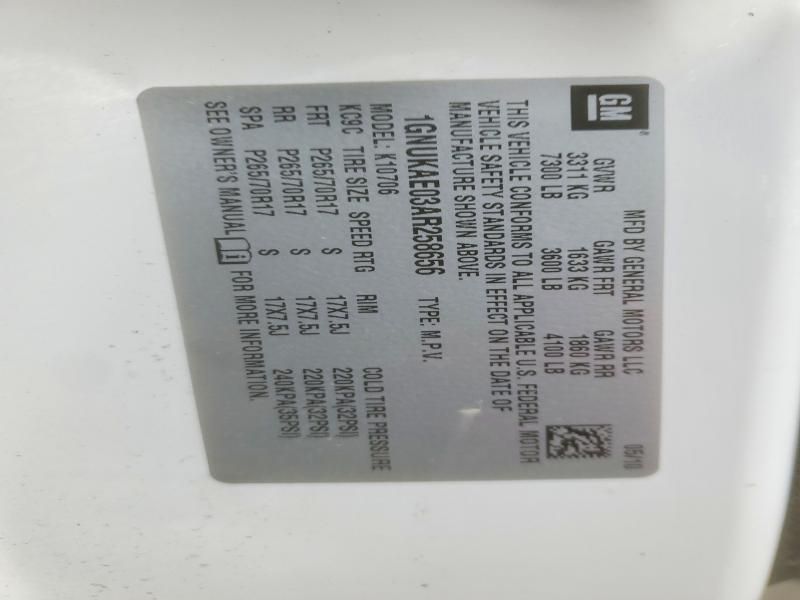 GM
MFD BY GENERAL MOTORS LLC 05/10
GVWR GAWR FRT GAWR RR
3311 KG 1633 KG 1860 KG
7300 LB 3600 LB 4100 LB
THIS VEHICLE CONFORMS TO ALL APPLICABLE U.S. FEDERAL MOTOR
VEHICLE SAFETY STANDARDS IN EFFECT ON THE DATE OF
MANUFACTURE SHOWN ABOVE.
1GNUKAE03AR258656 TYPE: M.P.V.
MODEL: K10706
KC9C TIRE SIZE SPEED RTG RIM COLD TIRE PRESSURE
FRT P265/70R17 S 17X7.5J 220KPA(32PSI)
RR P265/70R17 S 17X7.5J 220KPA(32PSI)
SPA P265/70R17 S 17X7.5J 240KPA(35PSI)
SEE OWNER'S MANUAL FOR MORE INFORMATION.